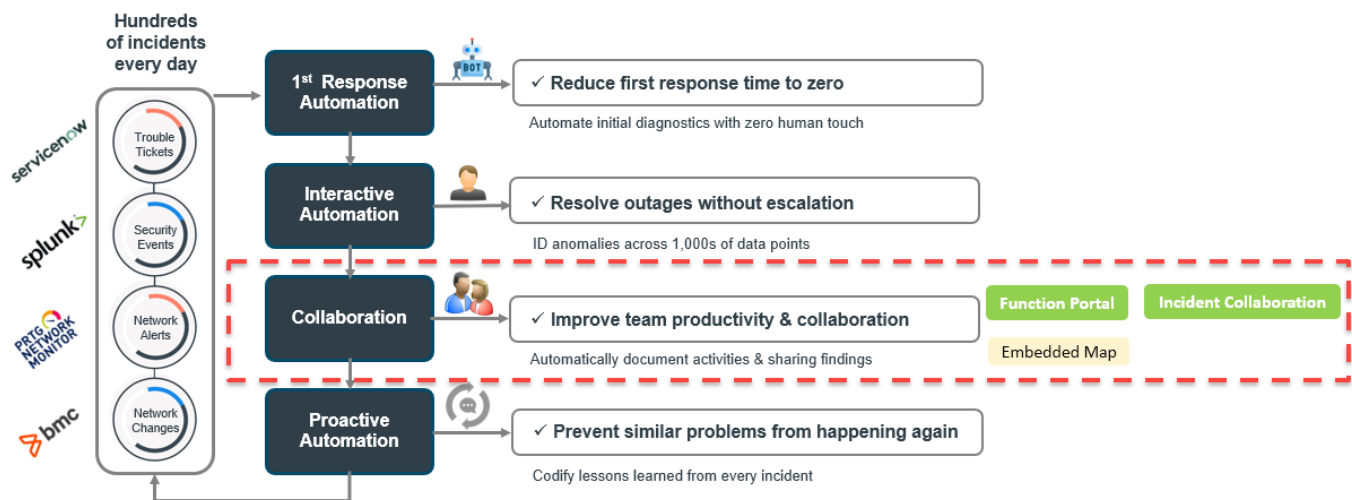 Hundreds
of incidents
every day
servicenow
splunk>
PRTG
NETWORK
MONITOR
bmc
Trouble
Tickets
Security
Events
Network
Alerts
Network
Changes
1st Response
Automation
BOT
✓ Reduce first response time to zero
Automate initial diagnostics with zero human touch
Interactive
Automation
✓ Resolve outages without escalation
ID anomalies across 1,000s of data points
Collaboration
✓ Improve team productivity & collaboration
Automatically document activities & sharing findings
Function Portal
Incident Collaboration
Embedded Map
Proactive
Automation
✓ Prevent similar problems from happening again
Codify lessons learned from every incident